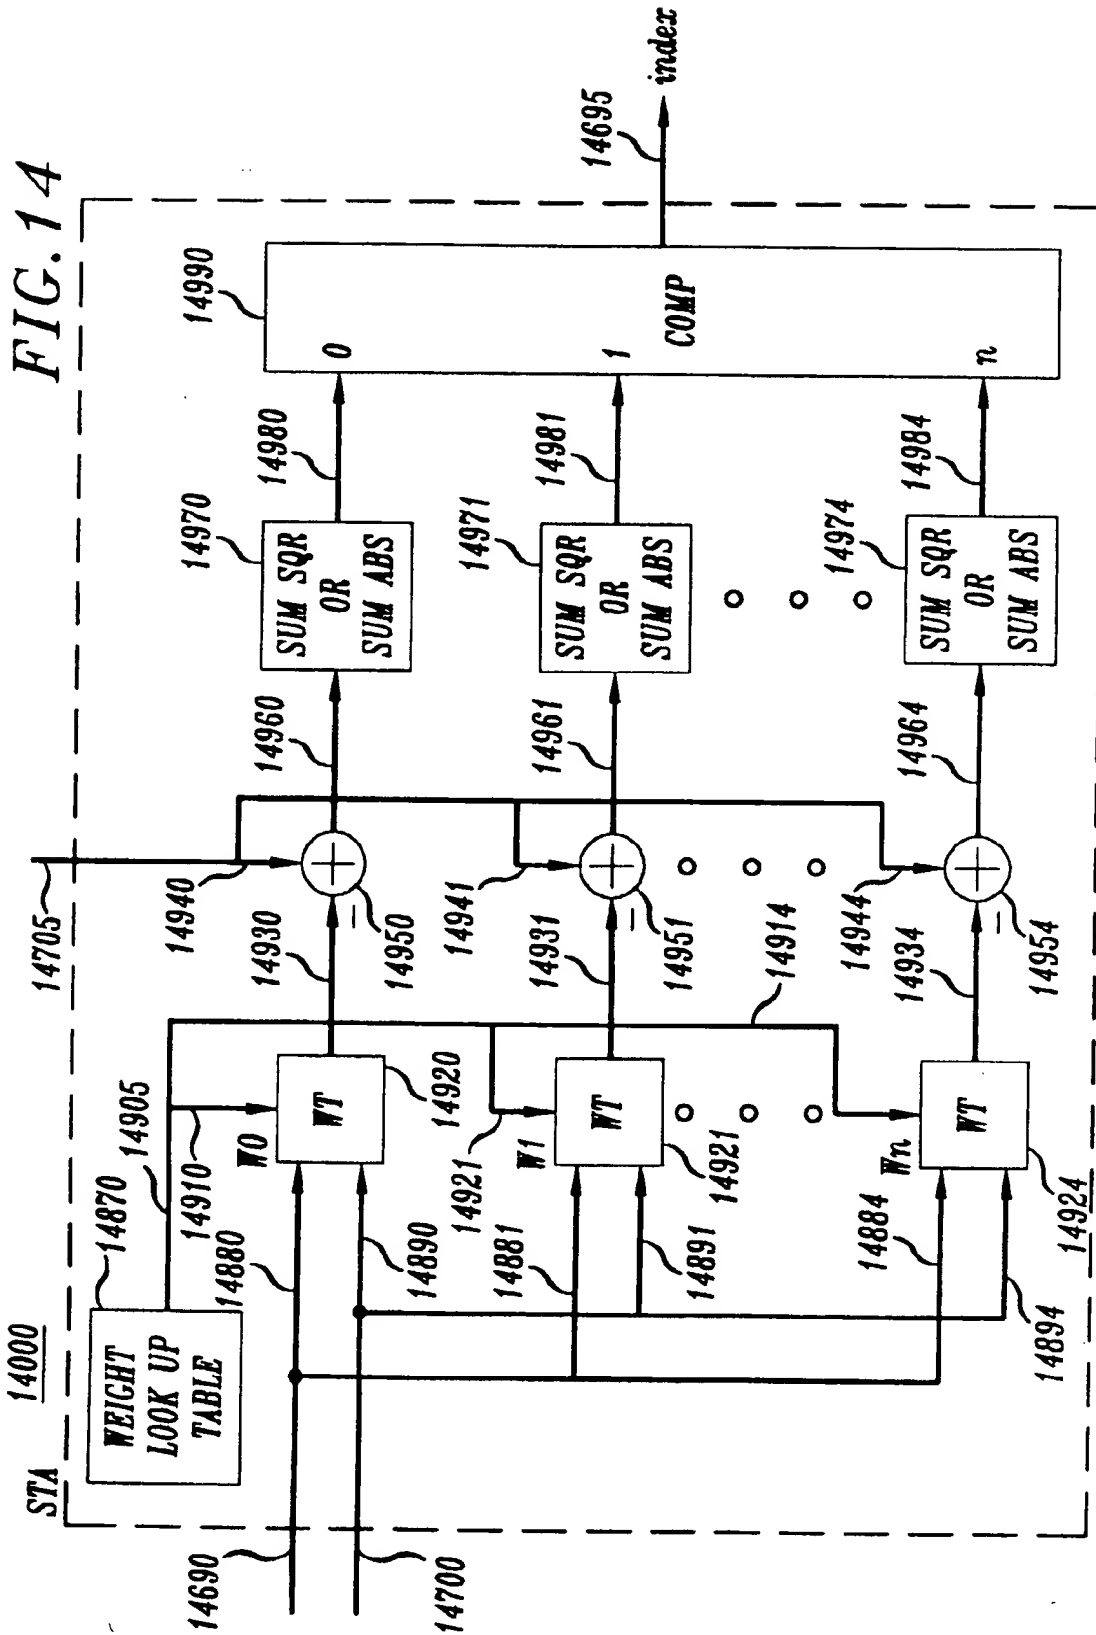 FIG. 14
14000
STA
14705
14870
14905
WEIGHT
LOOK UP
TABLE
14910
14690
14700
14880
14890
W0
WT
14920
14930
14940
14950
−
14960
14970
SUM SQR
OR
SUM ABS
14980
14990
0
14921
14881
14891
W1
WT
14921
14931
14941
14951
−
14961
14971
SUM SQR
OR
SUM ABS
14981
1
COMP
14695
index
14914
14884
14894
Wn
WT
14924
14934
14944
14954
−
14964
14974
SUM SQR
OR
SUM ABS
14984
n